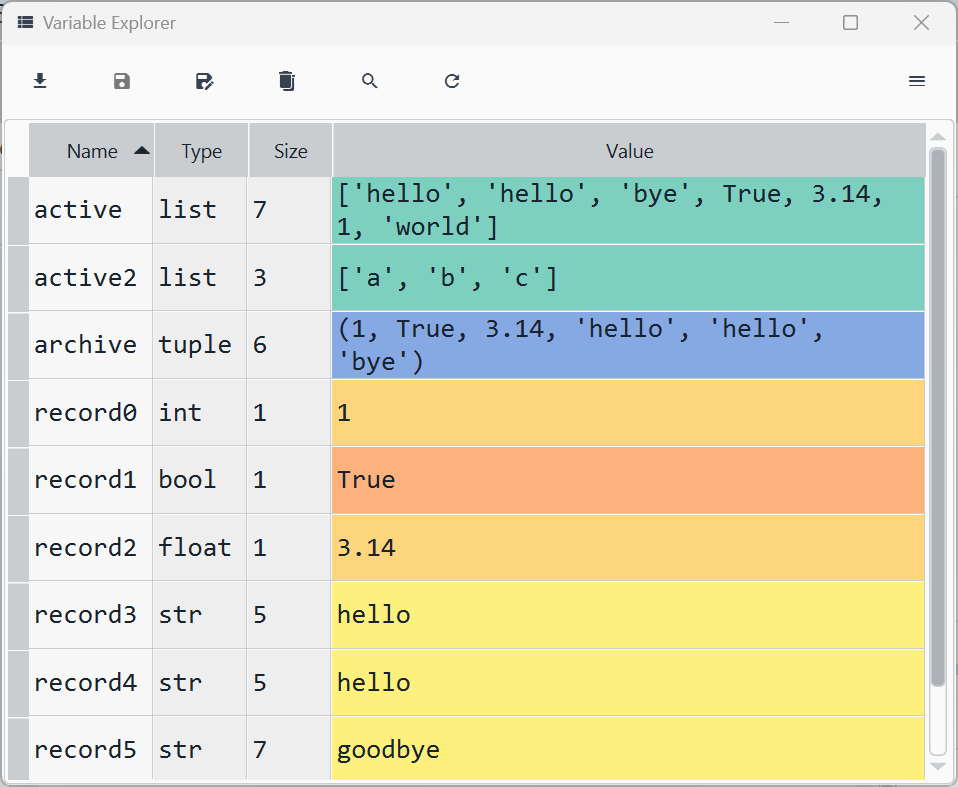 Variable Explorer
Name Type Size Value
active list 7 ['hello', 'hello', 'bye', True, 3.14,
1, 'world']
active2 list 3 ['a', 'b', 'c']
archive tuple 6 (1, True, 3.14, 'hello', 'hello',
'bye')
record0 int 1 1
record1 bool 1 True
record2 float 1 3.14
record3 str 5 hello
record4 str 5 hello
record5 str 7 goodbye